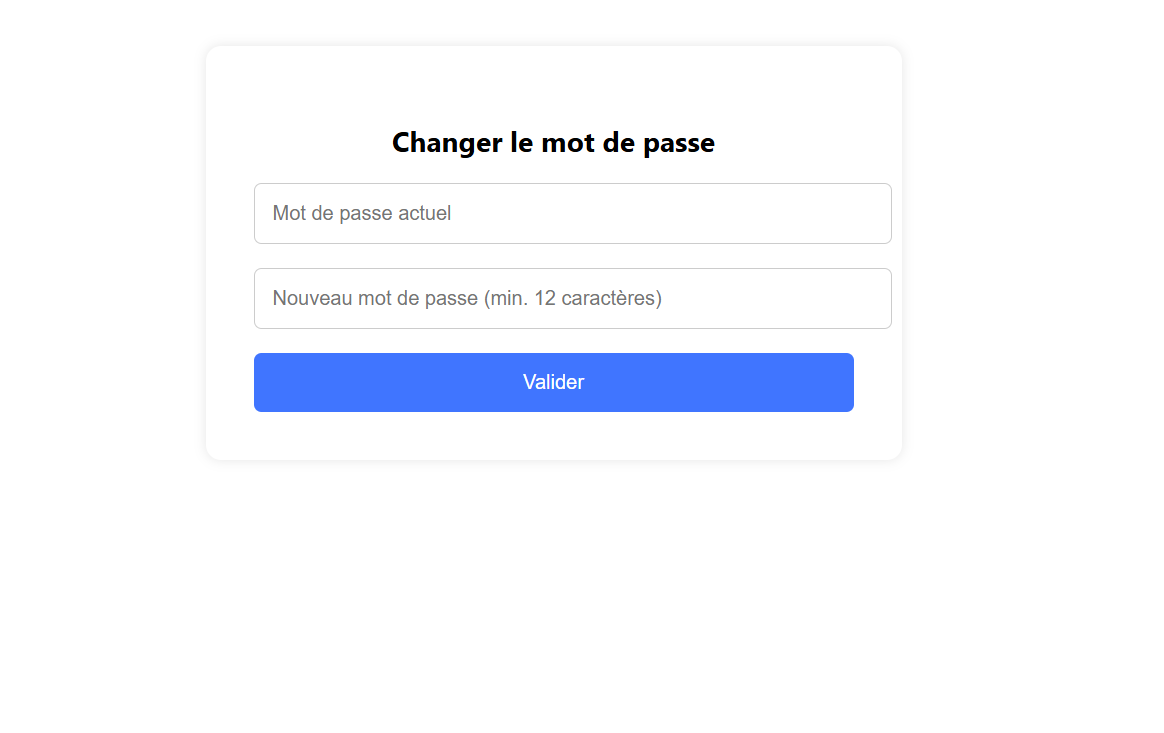 Changer le mot de passe
Mot de passe actuel
Nouveau mot de passe (min. 12 caractères)
Valider